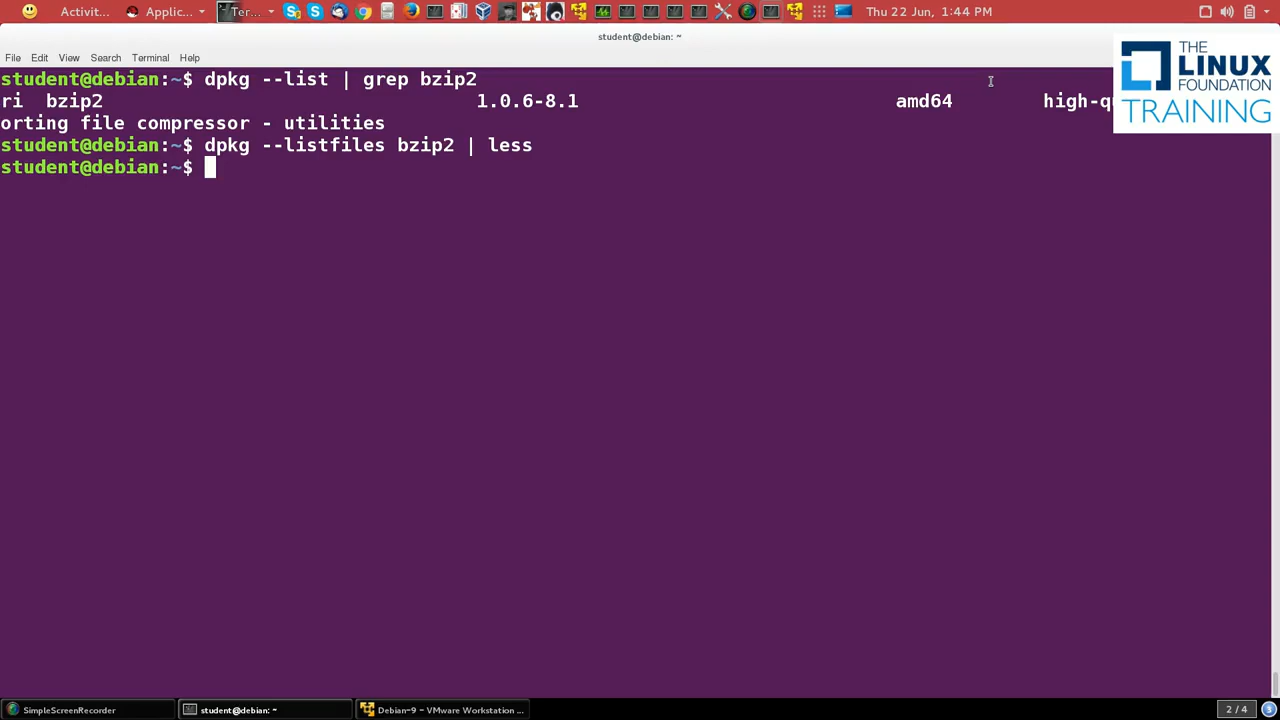 Activit... Applic... Ter... Thu 22 Jun, 1:44 PM
student@debian: ~
File Edit View Search Terminal Help
THE
LINUX
FOUNDATION
TRAINING
student@debian:~$ dpkg --list | grep bzip2
ri bzip2 1.0.6-8.1 amd64 high-qu
orting file compressor - utilities
student@debian:~$ dpkg --listfiles bzip2 | less
student@debian:~$
SimpleScreenRecorder student@debian: ~ Debian-9 - VMware Workstation ... 2 / 4 3